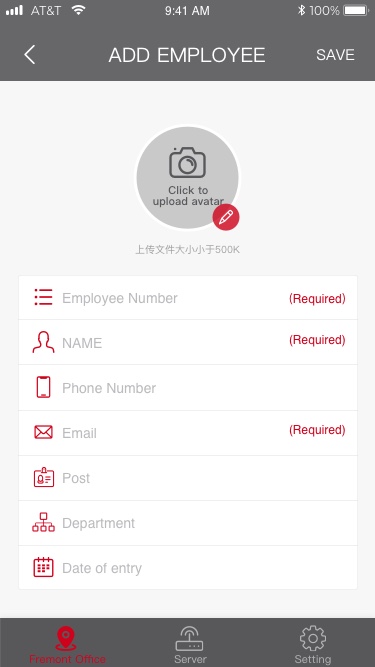 AT&T 9:41 AM 100%
ADD EMPLOYEE SAVE
Click to
upload avatar
上传文件大小小于500K
Employee Number (Required)
NAME (Required)
Phone Number
Email (Required)
Post
Department
Date of entry
Fremont Office Server Setting